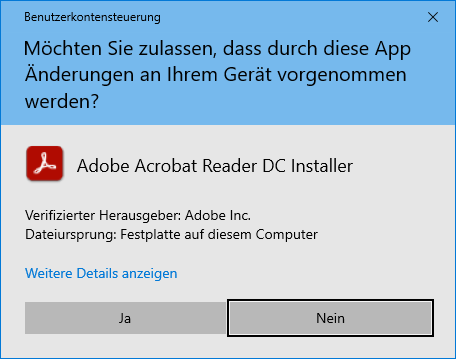 Benutzerkontensteuerung
Möchten Sie zulassen, dass durch diese App
Änderungen an Ihrem Gerät vorgenommen
werden?
Adobe Acrobat Reader DC Installer
Verifizierter Herausgeber: Adobe Inc.
Dateiursprung: Festplatte auf diesem Computer
Weitere Details anzeigen
Ja
Nein